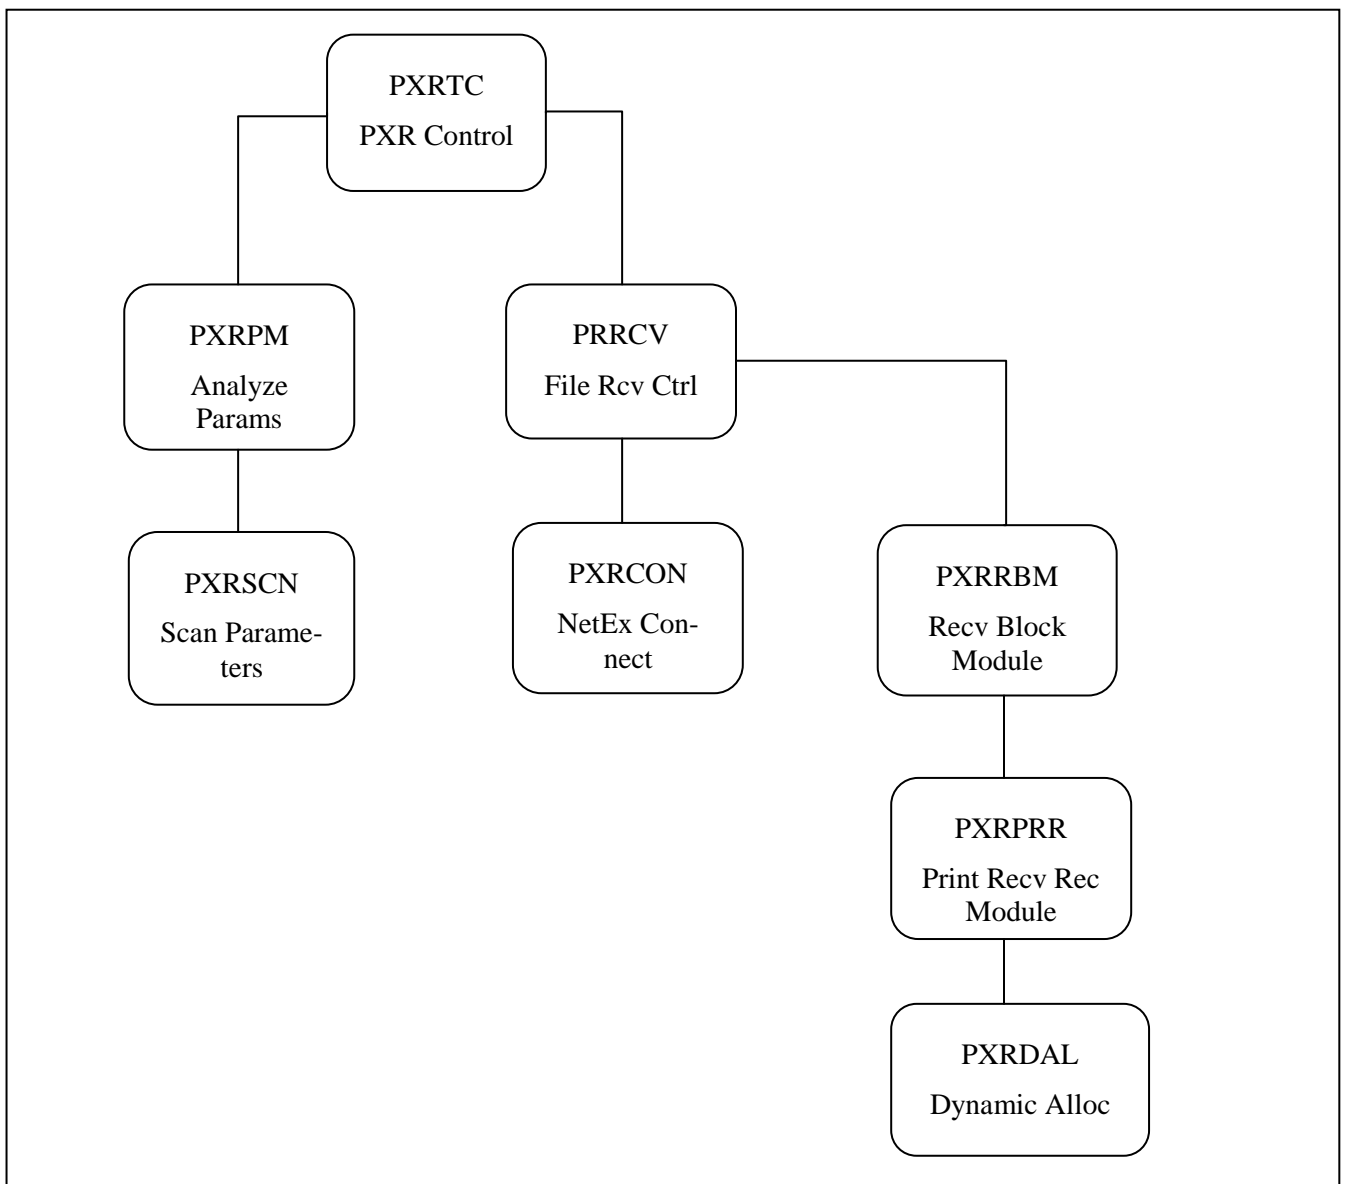 PXRTC
PXR Control
PXRPM
Analyze
Params
PRRCV
File Rcv Ctrl
PXRSCN
Scan Parame-
ters
PXRCON
NetEx Con-
nect
PXRRBM
Recv Block
Module
PXRPRR
Print Recv Rec
Module
PXRDAL
Dynamic Alloc